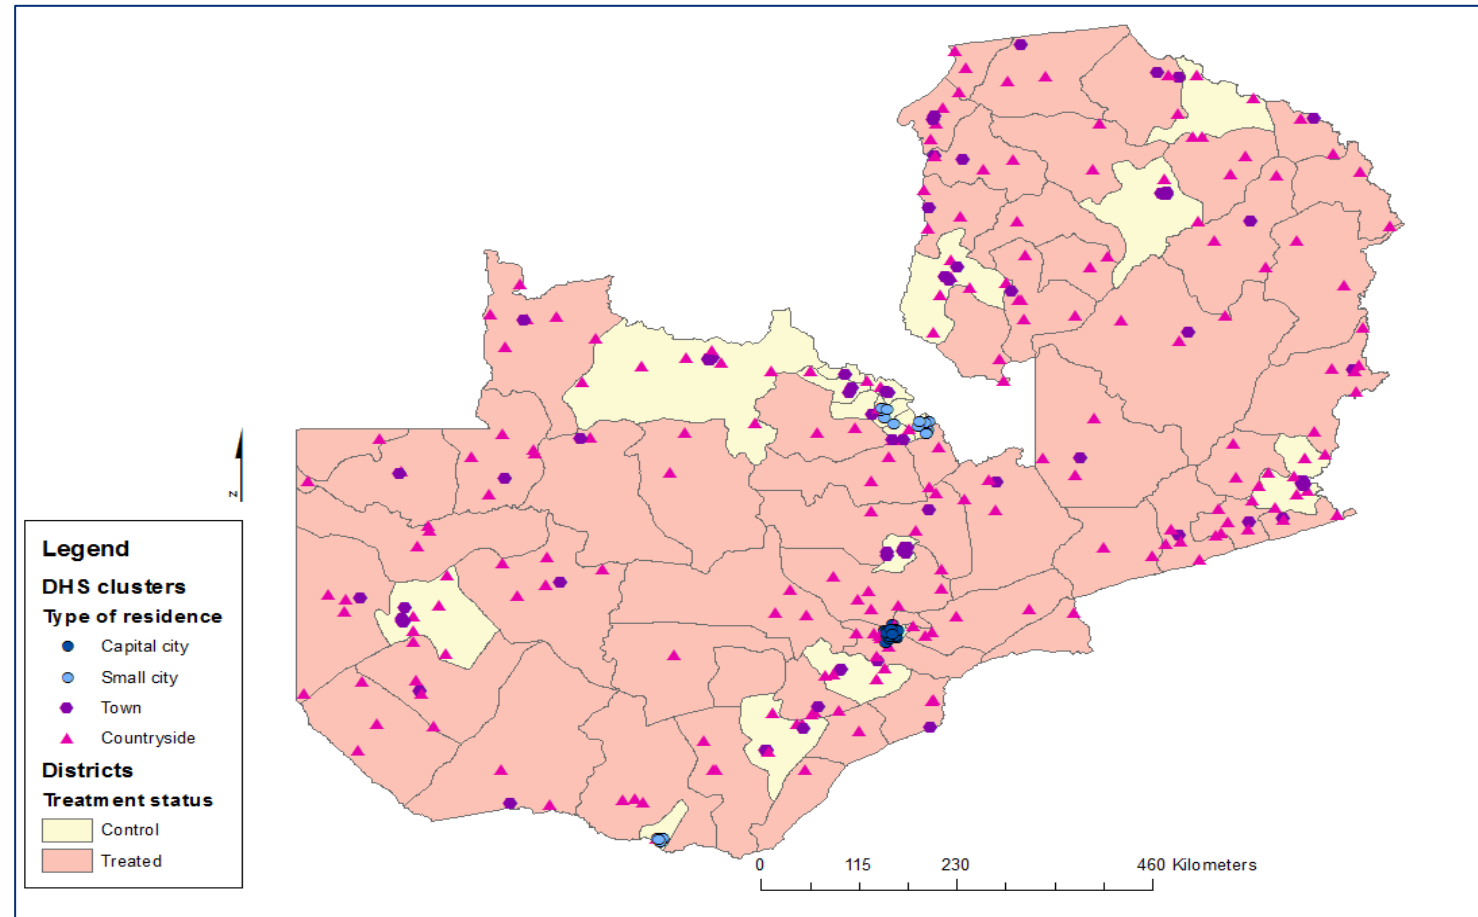 N
Legend
DHS clusters
Type of residence
Capital city
Small city
Town
Countryside
Districts
Treatment status
Control
Treated
0 115 230 460 Kilometers